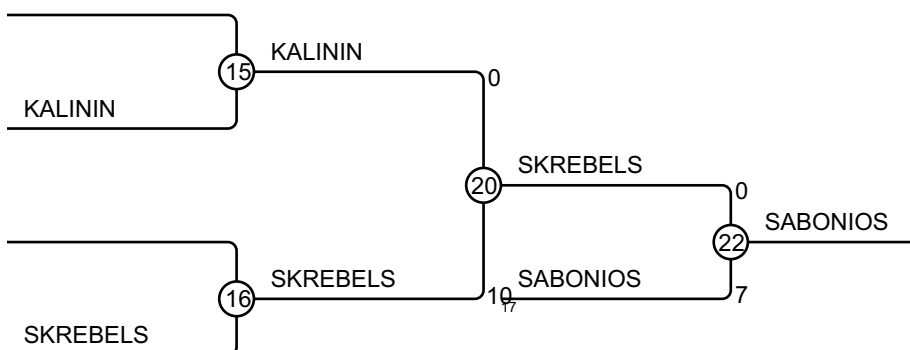 KALININ
15
0
KALININ
SKREBELS
20
0
SABONIOS
22
SKREBELS
16
10
17
SABONIOS
7
SKREBELS